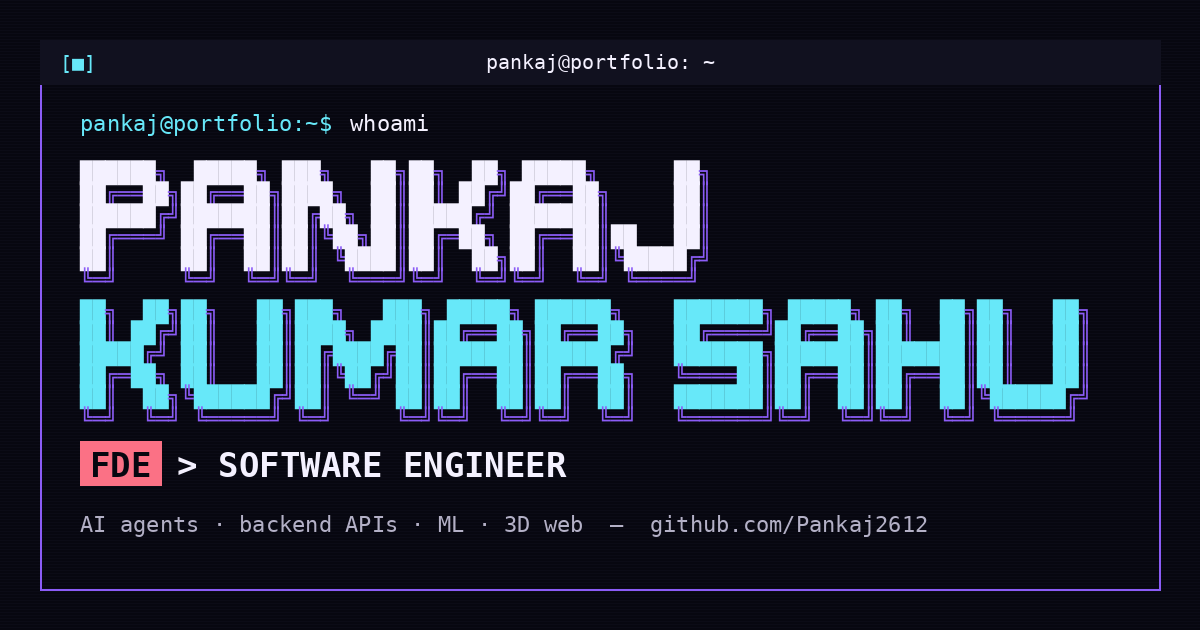 [■] pankaj@portfolio: ~
pankaj@portfolio:~$ whoami
PANKAJ
KUMAR SAHU
FDE > SOFTWARE ENGINEER
AI agents · backend APIs · ML · 3D web — github.com/Pankaj2612